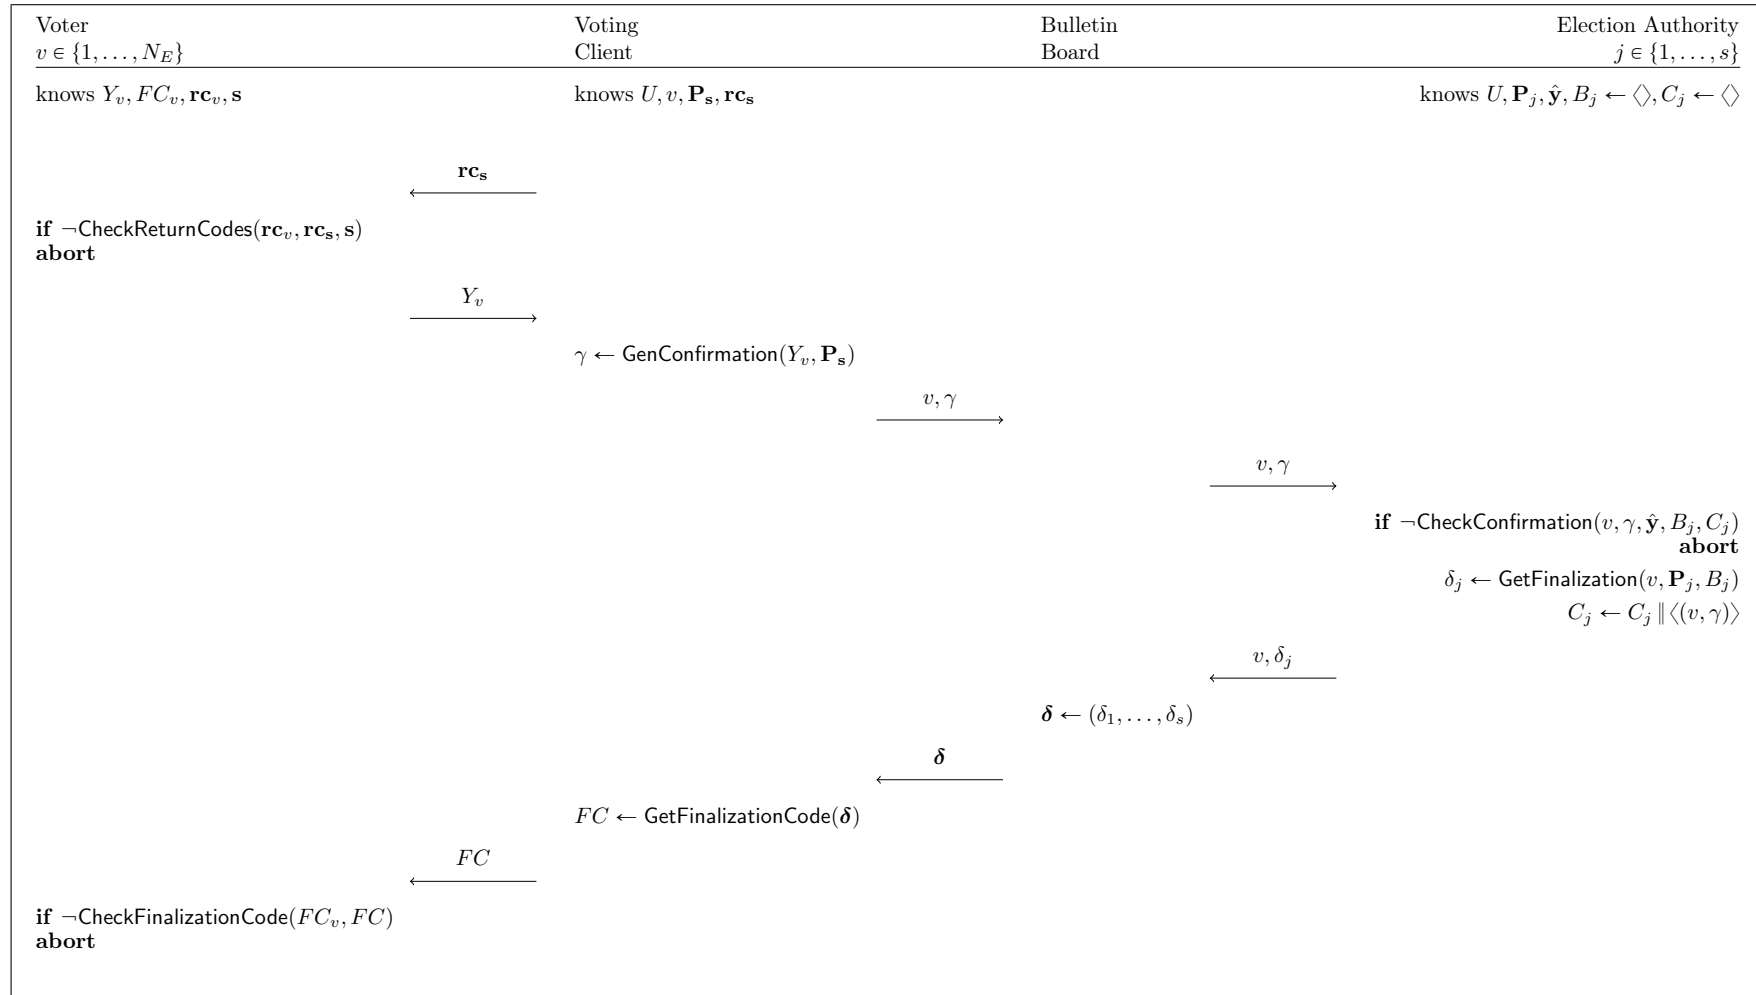 Voter Voting Bulletin Election Authority
v ∈ {1, . . . , N_E} Client Board j ∈ {1, . . . , s}
knows Y_v, FC_v, rc_v, s knows U, v, P_s, rc_s knows U, P_j, ŷ, B_j ← ⟨⟩, C_j ← ⟨⟩
rc_s
if ¬CheckReturnCodes(rc_v, rc_s, s)
abort
Y_v
γ ← GenConfirmation(Y_v, P_s)
v, γ
v, γ
if ¬CheckConfirmation(v, γ, ŷ, B_j, C_j)
abort
δ_j ← GetFinalization(v, P_j, B_j)
C_j ← C_j ∥ ⟨(v, γ)⟩
v, δ_j
δ ← (δ_1, . . . , δ_s)
δ
FC ← GetFinalizationCode(δ)
FC
if ¬CheckFinalizationCode(FC_v, FC)
abort